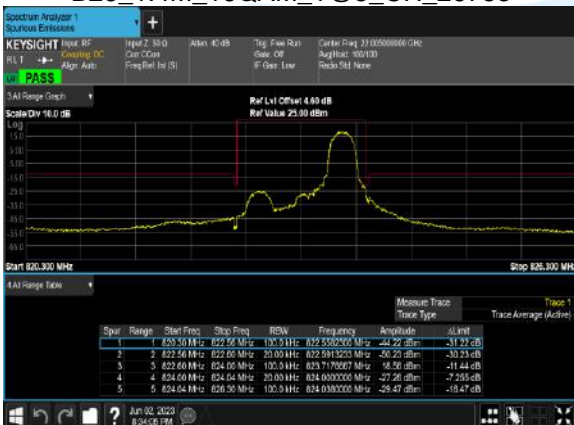 Spectrum Analyzer 1
Spurious Emissions
KEYSIGHT Input: RF
Coupling: DC
Align: Auto
Input Z: 50 Ω
Corr CCorr
Freq Ref: Int (S)
Atten: 40 dB
Trig: Free Run
Gate: Off
IF Gain: Low
Center Freq: 22.005000000 GHz
Avg|Hold: 100/100
Radio Std: None
PASS
3.All Range Graph
Scale/Div 10.0 dB
Ref Lvl Offset 4.60 dB
Ref Value 25.00 dBm
Log
15.0
5.00
-5.00
-15.0
-25.0
-35.0
-45.0
-55.0
-65.0
Start 820.300 MHz
Stop 826.300 MHz
4.All Range Table
Measure Trace Trace 1
Trace Type Trace Average (Active)
Spur Range Start Freq Stop Freq RBW Frequency Amplitude ΔLimit
1 1 820.30 MHz 822.56 MHz 100.0 kHz -44.22 dBm -31.22 dB
2 2 822.56 MHz 822.60 MHz 20.00 kHz 822.5913233 MHz -50.23 dBm -30.23 dB
3 3 822.60 MHz 824.00 MHz 100.0 kHz 18.56 dBm -11.44 dB
4 4 824.00 MHz 824.04 MHz 20.00 kHz 824.0000000 MHz -27.26 dBm -7.255 dB
5 5 824.04 MHz 826.30 MHz 100.0 kHz 824.0380000 MHz -29.47 dBm -16.47 dB
Jun 02, 2023
8:34:05 PM